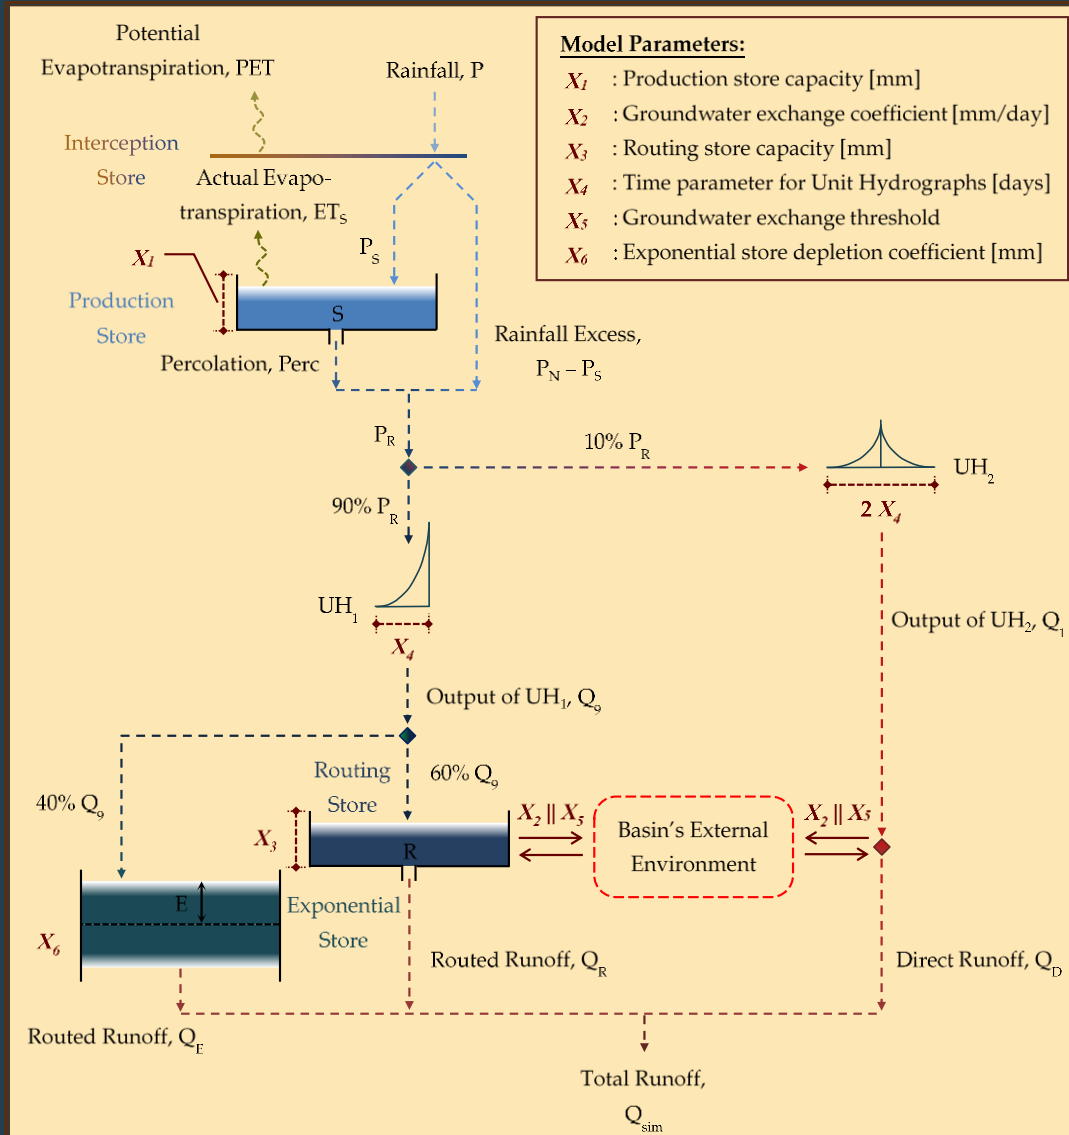 Potential
Evapotranspiration, PET
Rainfall, P
Interception
Store
Actual Evapo-
transpiration, ETS
Model Parameters:
X1 : Production store capacity [mm]
X2 : Groundwater exchange coefficient [mm/day]
X3 : Routing store capacity [mm]
X4 : Time parameter for Unit Hydrographs [days]
X5 : Groundwater exchange threshold
X6 : Exponential store depletion coefficient [mm]
X1
PS
Production
Store
S
Percolation, Perc
Rainfall Excess,
PN – PS
PR
10% PR
UH2
2 X4
90% PR
UH1
X4
Output of UH2, Q1
Output of UH1, Q9
40% Q9
Routing
Store
60% Q9
X3
R
X2 || X5
Basin's External
Environment
X2 || X5
E
X6
Exponential
Store
Routed Runoff, QR
Direct Runoff, QD
Routed Runoff, QE
Total Runoff,
Qsim